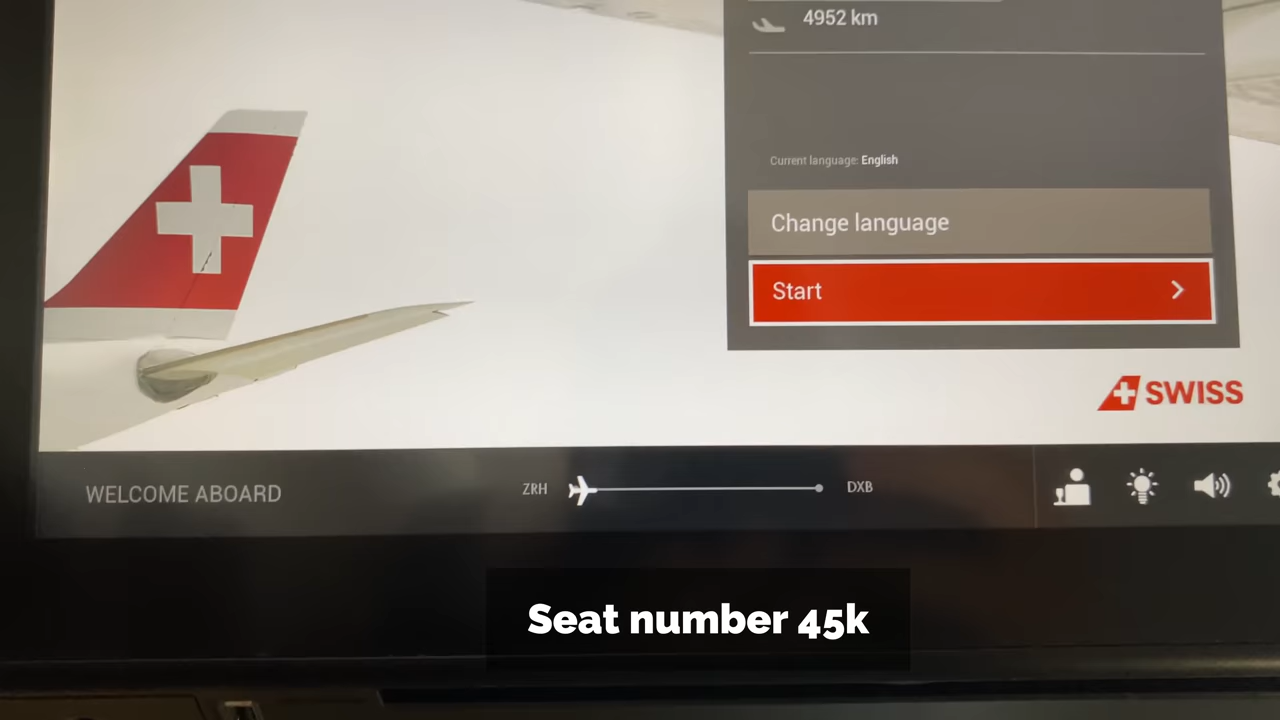 4952 km
Current language: English
Change language
Start
SWISS
WELCOME ABOARD
ZRH
DXB
Seat number 45k